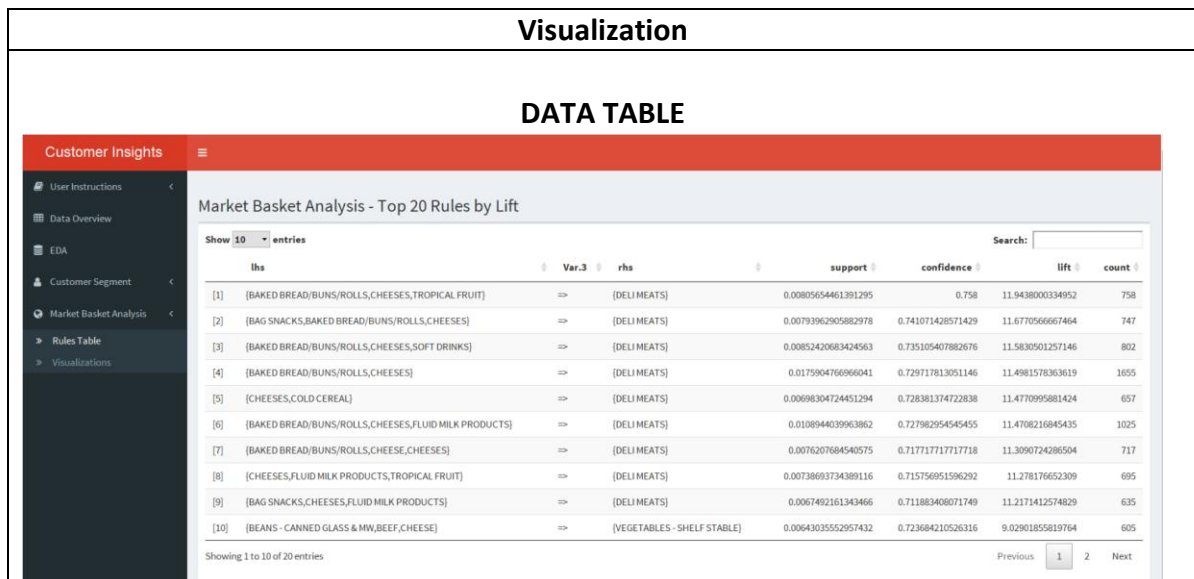 Visualization
DATA TABLE
Customer Insights
User Instructions
Data Overview
EDA
Customer Segment
Market Basket Analysis
» Rules Table
» Visualizations
Market Basket Analysis - Top 20 Rules by Lift
Show 10 entries Search:
lhs Var.3 rhs support confidence lift count
[1] {BAKED BREAD/BUNS/ROLLS,CHEESES,TROPICAL FRUIT} => {DELI MEATS} 0.00805654461391295 0.758 11.9438000334952 758
[2] {BAG SNACKS,BAKED BREAD/BUNS/ROLLS,CHEESES} => {DELI MEATS} 0.00793962905882978 0.741071428571429 11.6770566667464 747
[3] {BAKED BREAD/BUNS/ROLLS,CHEESES,SOFT DRINKS} => {DELI MEATS} 0.00852420683424563 0.735105407882676 11.5830501257146 802
[4] {BAKED BREAD/BUNS/ROLLS,CHEESES} => {DELI MEATS} 0.0175904766966041 0.729717813051146 11.4981578363619 1655
[5] {CHEESES,COLD CEREAL} => {DELI MEATS} 0.00698304724451294 0.728381374722838 11.4770995881424 657
[6] {BAKED BREAD/BUNS/ROLLS,CHEESES,FLUID MILK PRODUCTS} => {DELI MEATS} 0.0108944039963862 0.727982954545455 11.4708216845435 1025
[7] {BAKED BREAD/BUNS/ROLLS,CHEESE,CHEESES} => {DELI MEATS} 0.0076207684540575 0.717717717717718 11.3090724286504 717
[8] {CHEESES,FLUID MILK PRODUCTS,TROPICAL FRUIT} => {DELI MEATS} 0.00738693734389116 0.715756951596292 11.278176652309 695
[9] {BAG SNACKS,CHEESES,FLUID MILK PRODUCTS} => {DELI MEATS} 0.0067492161343466 0.711883408071749 11.2171412574829 635
[10] {BEANS - CANNED GLASS & MW,BEEF,CHEESE} => {VEGETABLES - SHELF STABLE} 0.00643035552957432 0.723684210526316 9.02901855819764 605
Showing 1 to 10 of 20 entries Previous 1 2 Next